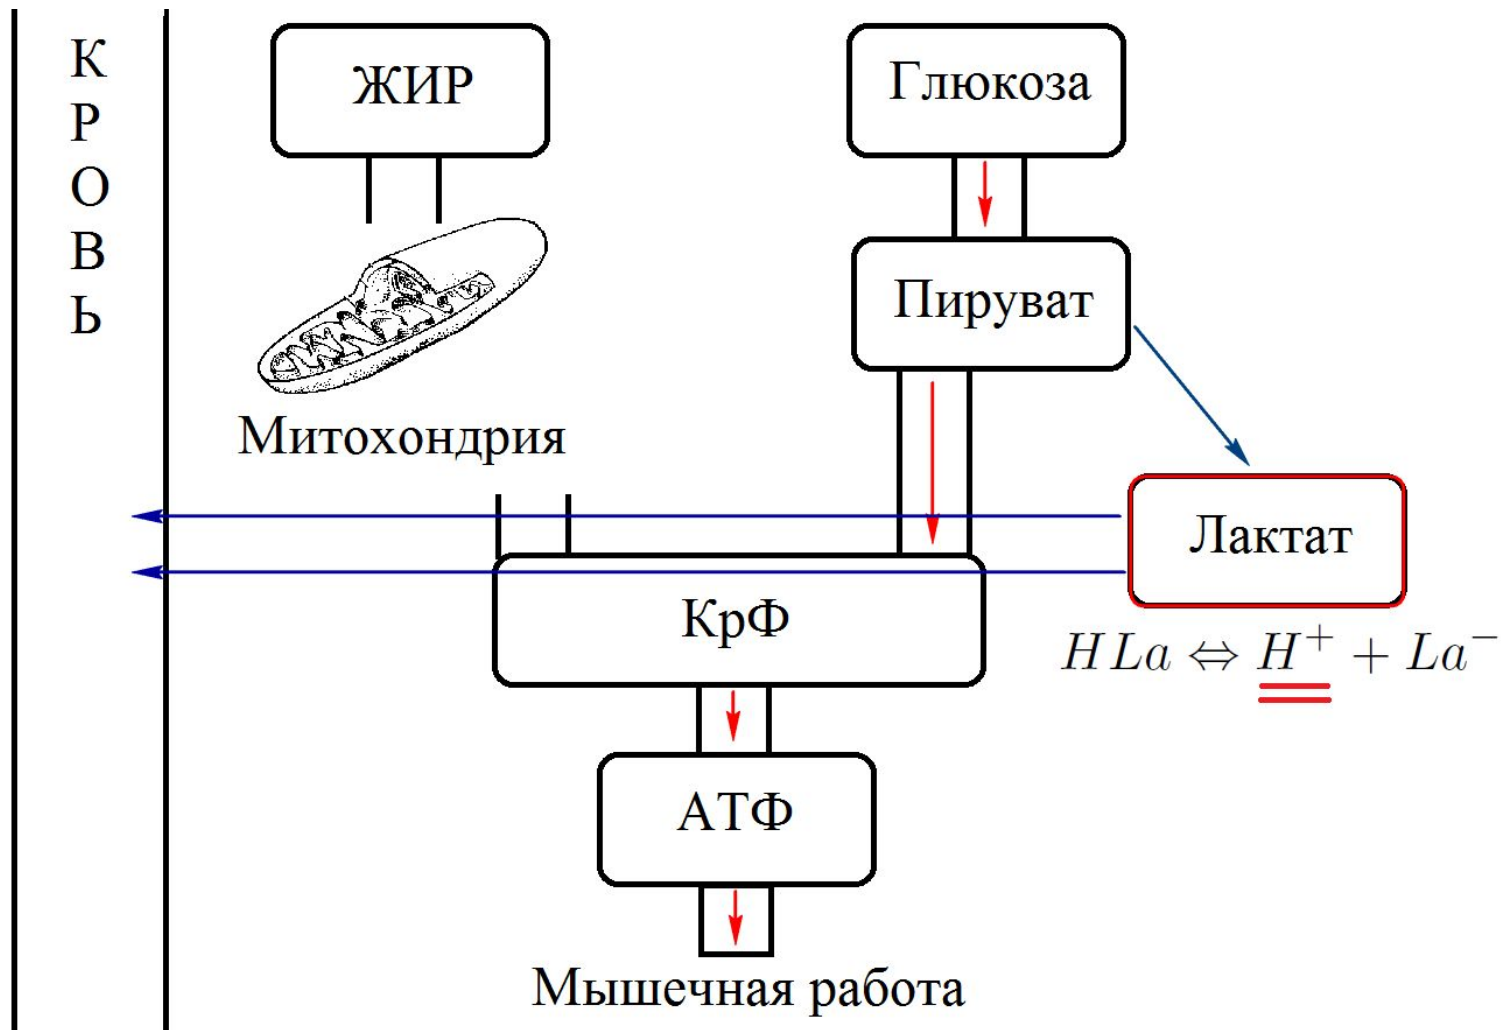 К
Р
О
В
Ь
ЖИР
Глюкоза
Пируват
Митохондрия
Лактат
КрФ
HLa ⇔ H⁺ + La⁻
АТФ
Мышечная работа